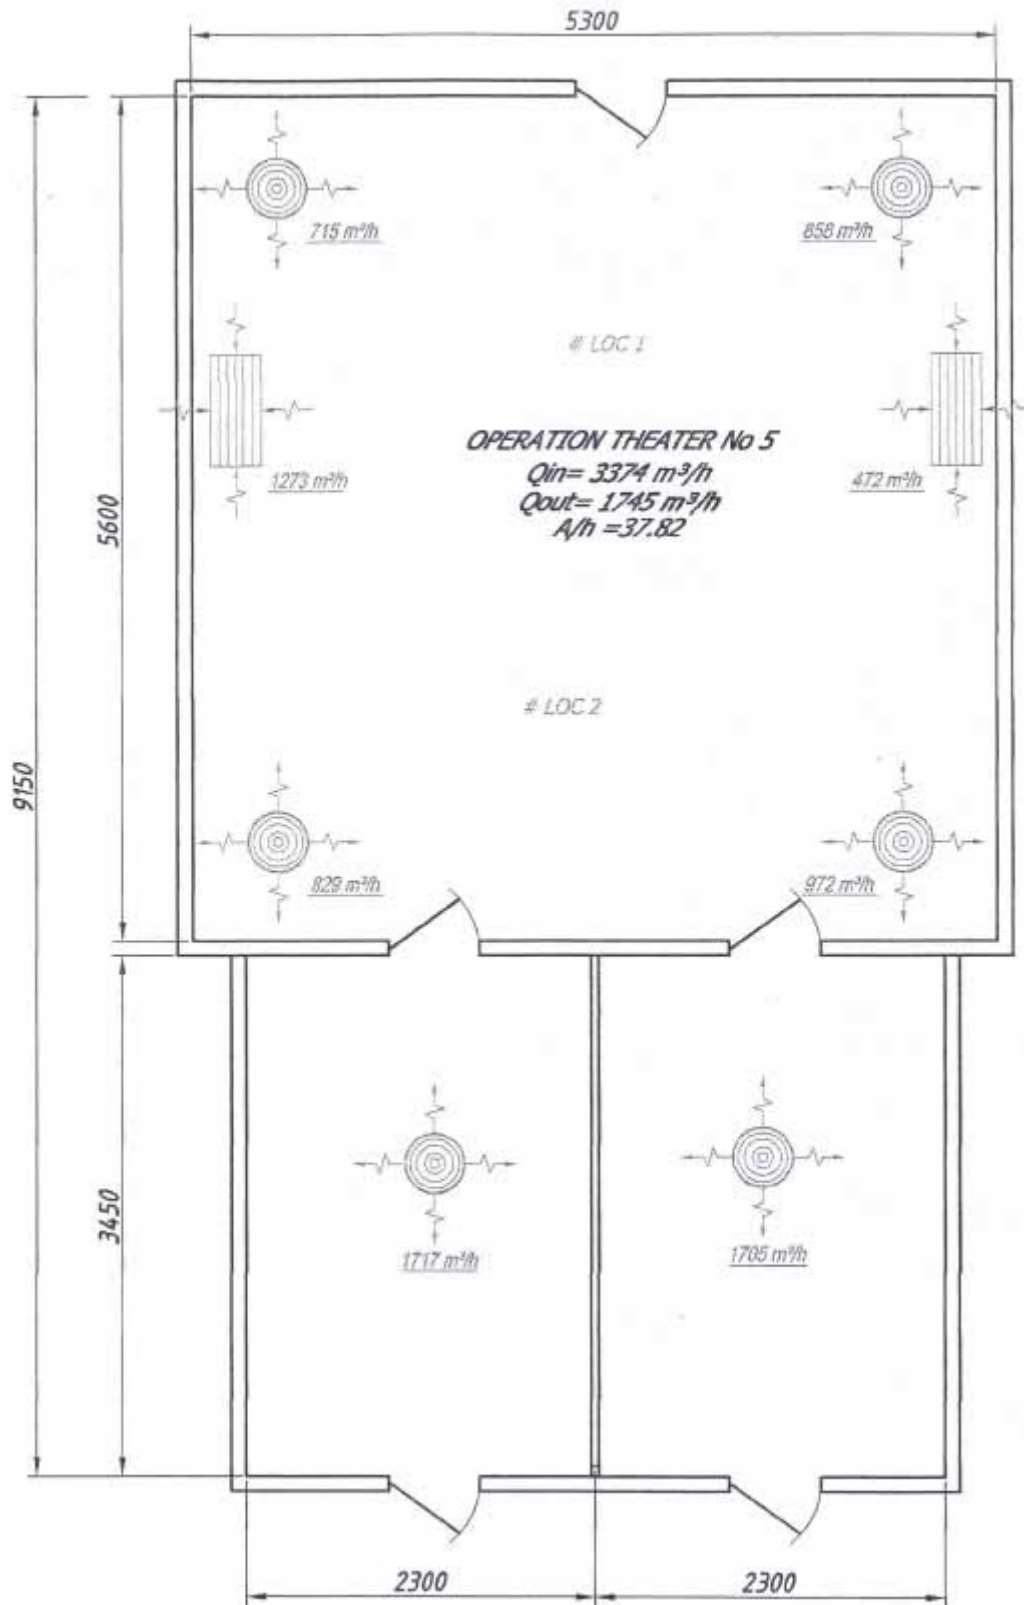 5300
715 m³/h
858 m³/h
# LOC 1
OPERATION THEATER No 5
Qin= 3374 m³/h
Qout= 1745 m³/h
A/h =37.82
1273 m³/h
472 m³/h
5600
# LOC 2
9150
829 m³/h
972 m³/h
3450
1717 m³/h
1705 m³/h
2300
2300